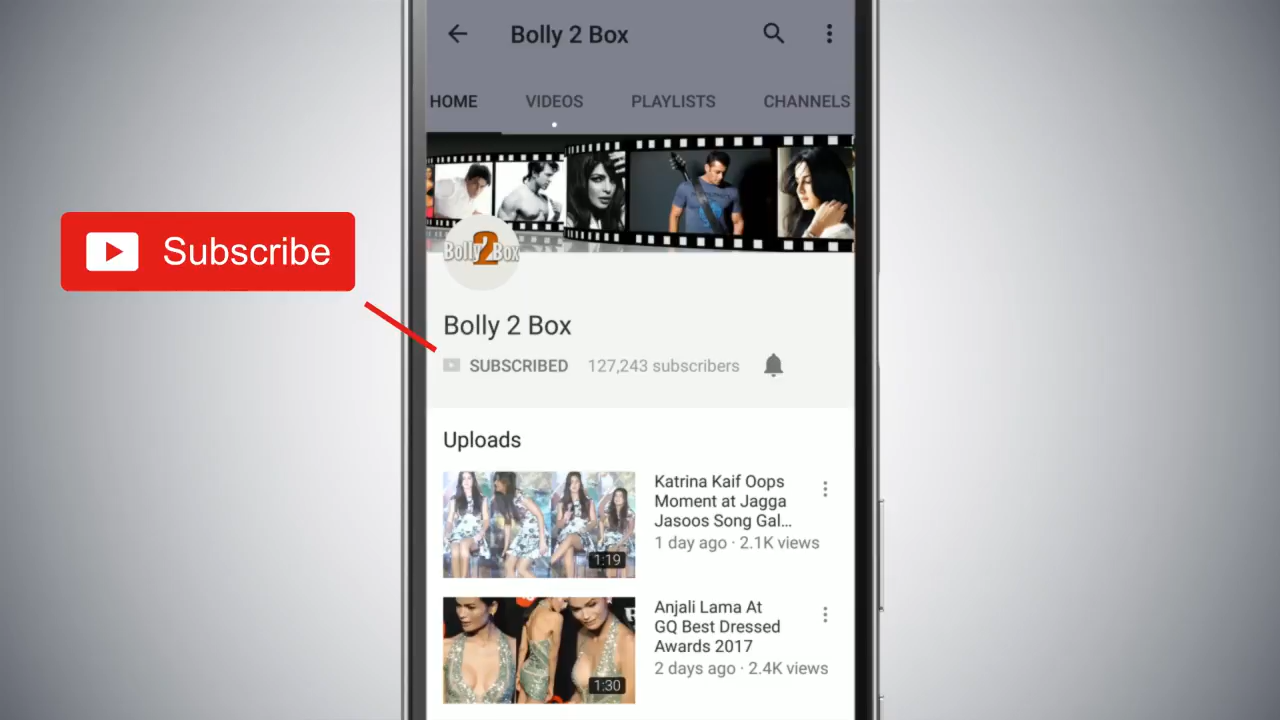 Bolly 2 Box
HOME VIDEOS PLAYLISTS CHANNELS
Bolly 2 Box
Subscribe
Bolly 2 Box
SUBSCRIBED 127,243 subscribers
Uploads
Katrina Kaif Oops
Moment at Jagga
Jasoos Song Gal...
1 day ago · 2.1K views
1:19
Anjali Lama At
GQ Best Dressed
Awards 2017
2 days ago · 2.4K views
1:30